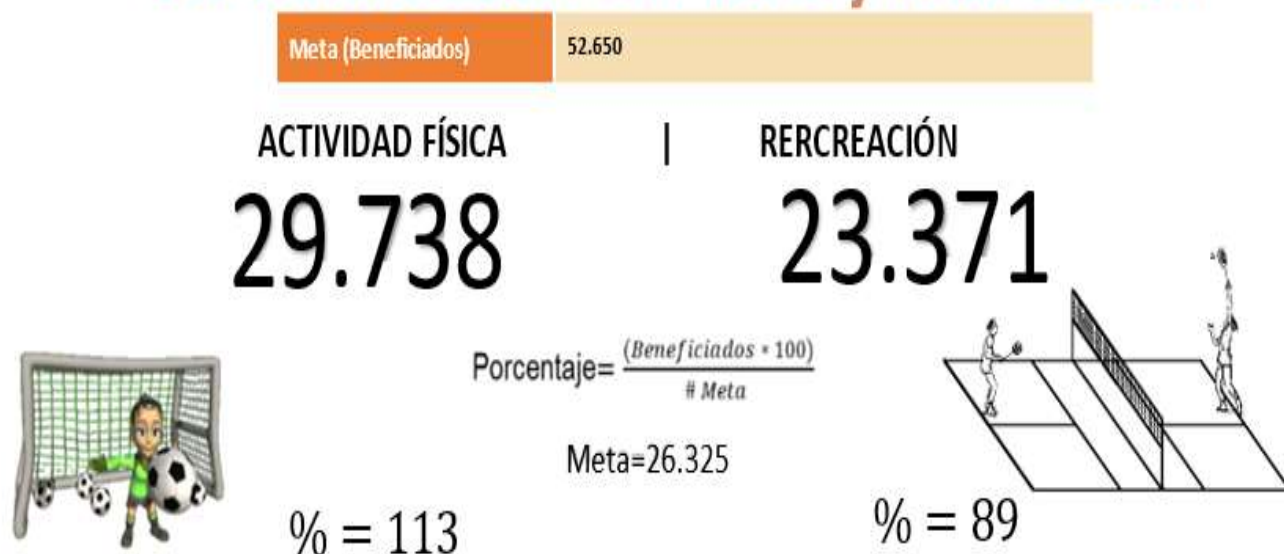 Meta (Beneficiados) 52.650
ACTIVIDAD FÍSICA | RERCREACIÓN
29.738 23.371
Porcentaje= (Beneficiados * 100)
# Meta
Meta=26.325
% = 113 % = 89